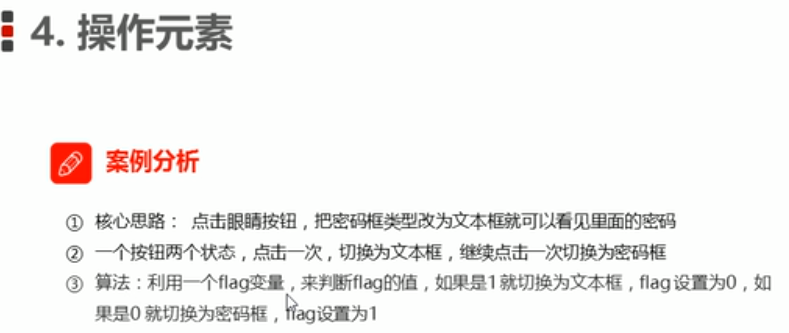 4. 操作元素
案例分析
① 核心思路： 点击眼睛按钮，把密码框类型改为文本框就可以看见里面的密码
② 一个按钮两个状态，点击一次，切换为文本框，继续点击一次切换为密码框
③ 算法：利用一个flag变量，来判断flag的值，如果是1就切换为文本框，flag设置为0，如
果是0 就切换为密码框，flag设置为1